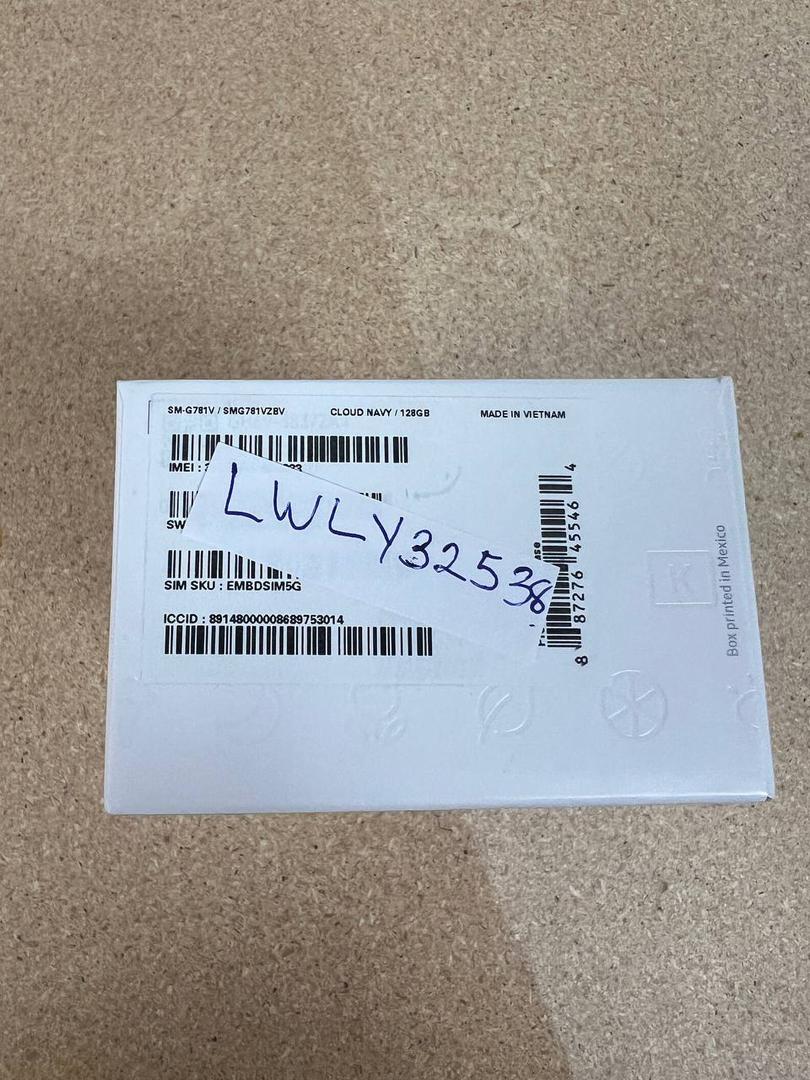 SM-G781V / SMG781VZBV CLOUD NAVY / 128GB MADE IN VIETNAM
IMEI :
SW
LWLY32538
SIM SKU : EMBDSIM5G
ICCID : 89148000008689753014
8 87276 45546 4
Box printed in Mexico
K